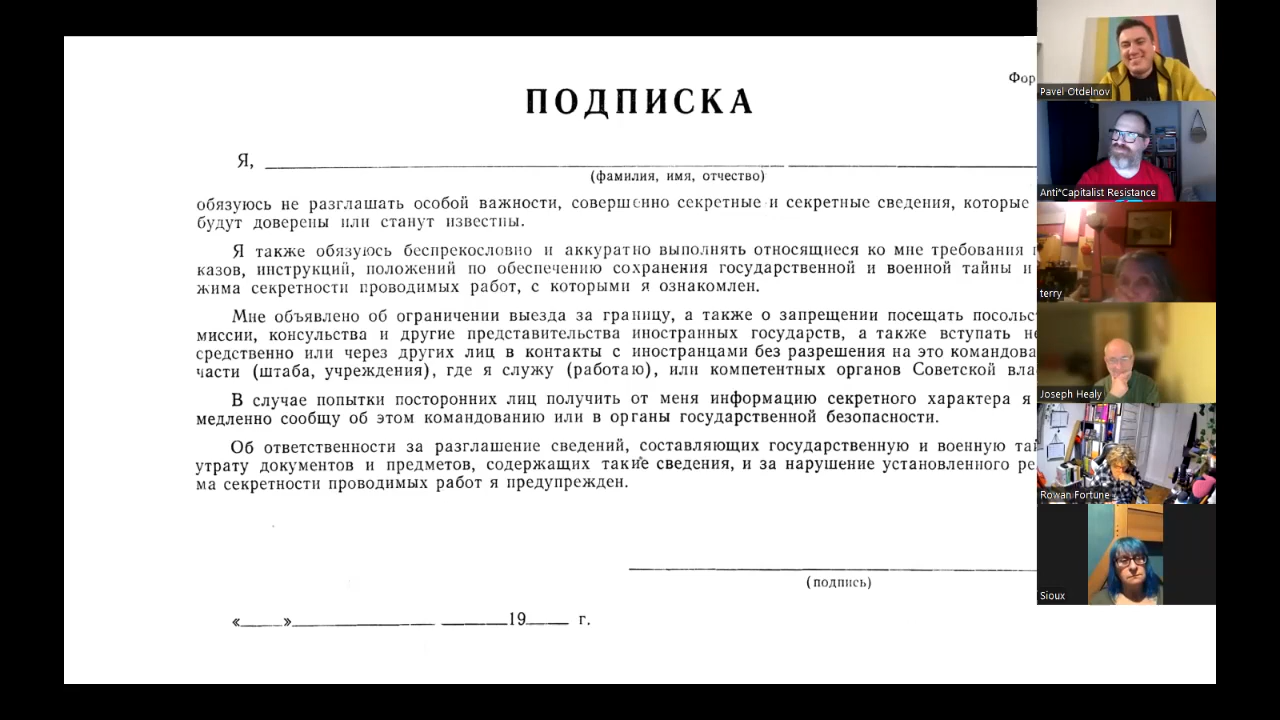 Фор
ПОДПИСКА
Я,
(фамилия, имя, отчество)
обязуюсь не разглашать особой важности, совершенно секретные и секретные сведения, которые
будут доверены или станут известны.
Я также обязуюсь беспрекословно и аккуратно выполнять относящиеся ко мне требования
казов, инструкций, положений по обеспечению сохранения государственной и военной тайны и
жима секретности проводимых работ, с которыми я ознакомлен.
Мне объявлено об ограничении выезда за границу, а также о запрещении посещать посольс
миссии, консульства и другие представительства иностранных государств, а также вступать не
средственно или через других лиц в контакты с иностранцами без разрешения на это командова
части (штаба, учреждения), где я служу (работаю), или компетентных органов Советской вла
В случае попытки посторонних лиц получить от меня информацию секретного характера я
медленно сообщу об этом командованию или в органы государственной безопасности.
Об ответственности за разглашение сведений, составляющих государственную и военную тай
утрату документов и предметов, содержащих такие сведения, и за нарушение установленного ре
ма секретности проводимых работ я предупрежден.
(подпись)
«____»______________ ______19____ г.
Pavel Otdelnov
Anti*Capitalist Resistance
terry
Joseph Healy
Rowan Fortune
Sioux